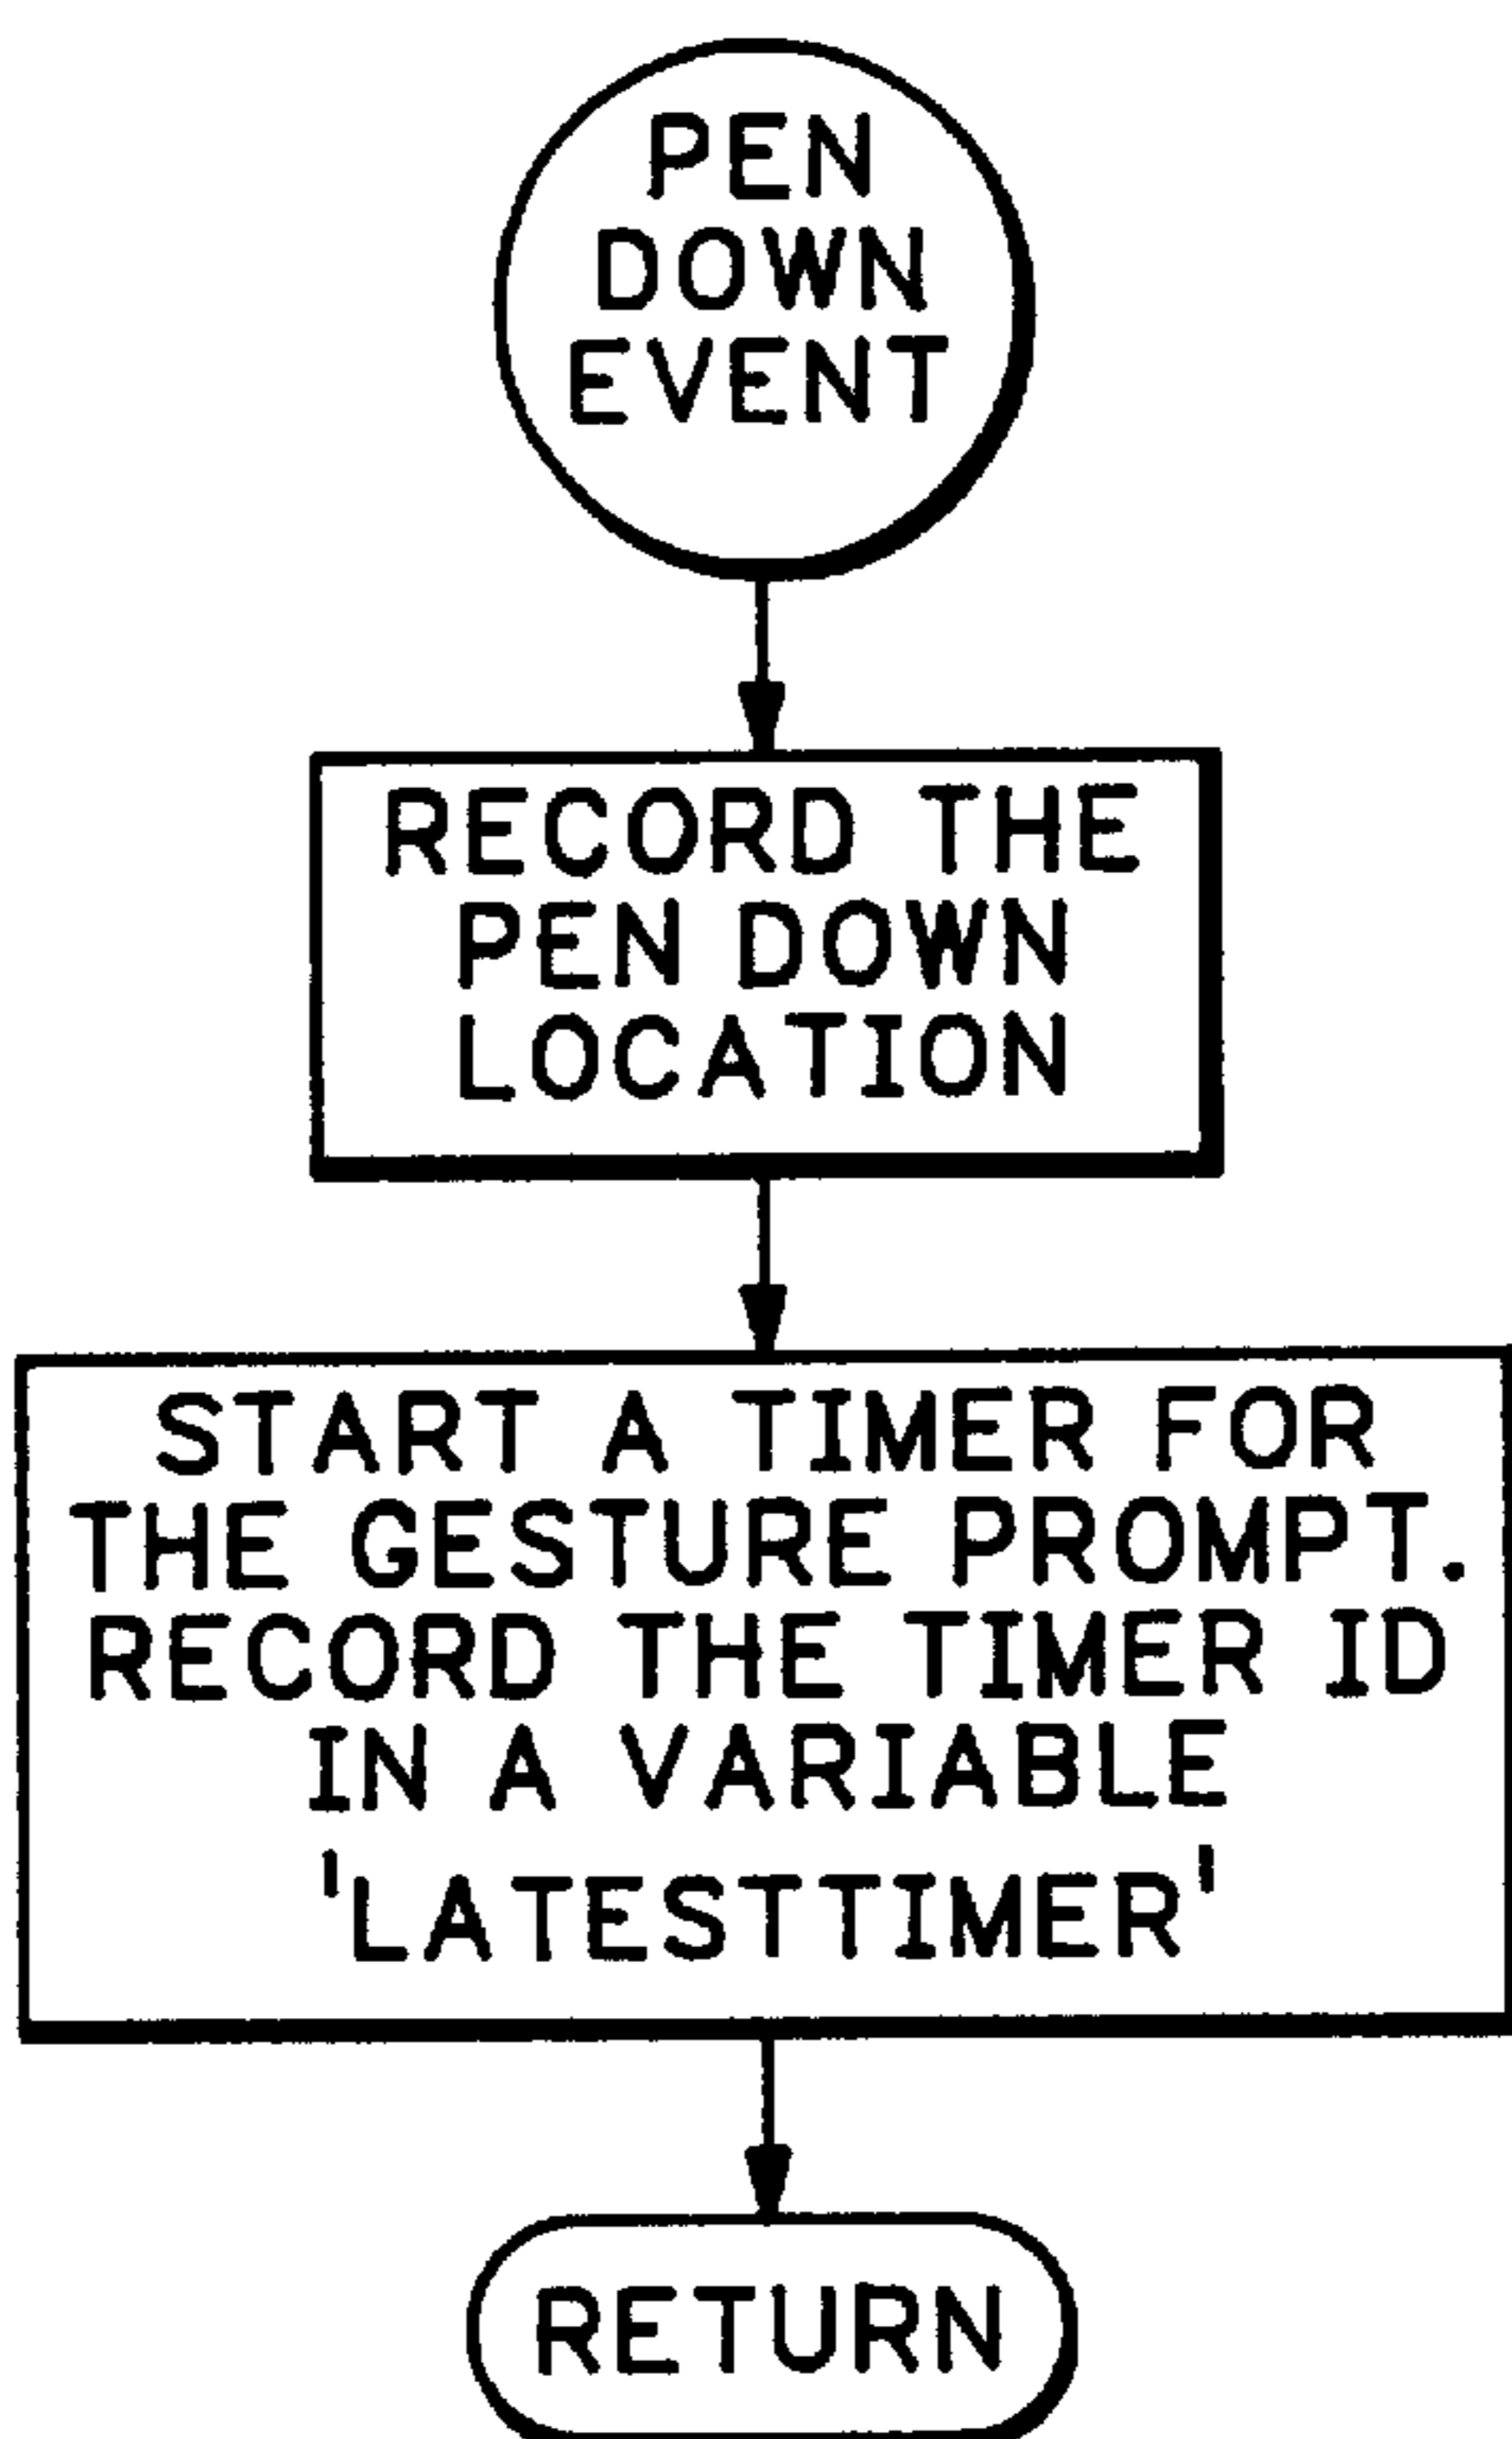 PEN
DOWN
EVENT
RECORD THE
PEN DOWN
LOCATION
START A TIMER FOR
THE GESTURE PROMPT.
RECORD THE TIMER ID
IN A VARIABLE
'LATESTTIMER'
RETURN